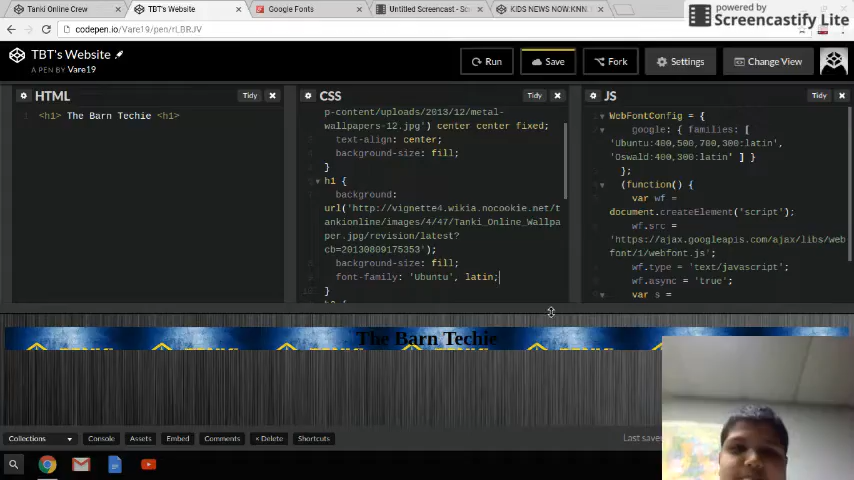 Tanki Online Crew
TBT's Website
Google Fonts
Untitled Screencast - Sc
KIDS NEWS NOW.KNN
powered by
Screencastify Lite
codepen.io/Vare19/pen/rLBRJV
TBT's Website
A PEN BY Vare19
Run
Save
Fork
Settings
Change View
HTML
Tidy
CSS
Tidy
JS
Tidy
1 <h1> The Barn Techie <h1>
p-content/uploads/2013/12/metal-
wallpapers-12.jpg') center center fixed;
text-align: center;
background-size: fill;
}
h1 {
background:
url('http://vignette4.wikia.nocookie.net/t
ankionline/images/4/47/Tanki_Online_Wallpa
per.jpg/revision/latest?
cb=20130809175353');
background-size: fill;
font-family: 'Ubuntu', latin;
}
WebFontConfig = {
google: { families: [
'Ubuntu:400,500,700,300:latin',
'Oswald:400,300:latin' ] }
};
(function() {
var wf =
document.createElement('script');
wf.src =
'https://ajax.googleapis.com/ajax/libs/web
font/1/webfont.js';
wf.type = 'text/javascript';
wf.async = 'true';
var s =
The Barn Techie
Collections
Console
Assets
Embed
Comments
× Delete
Shortcuts
Last saved